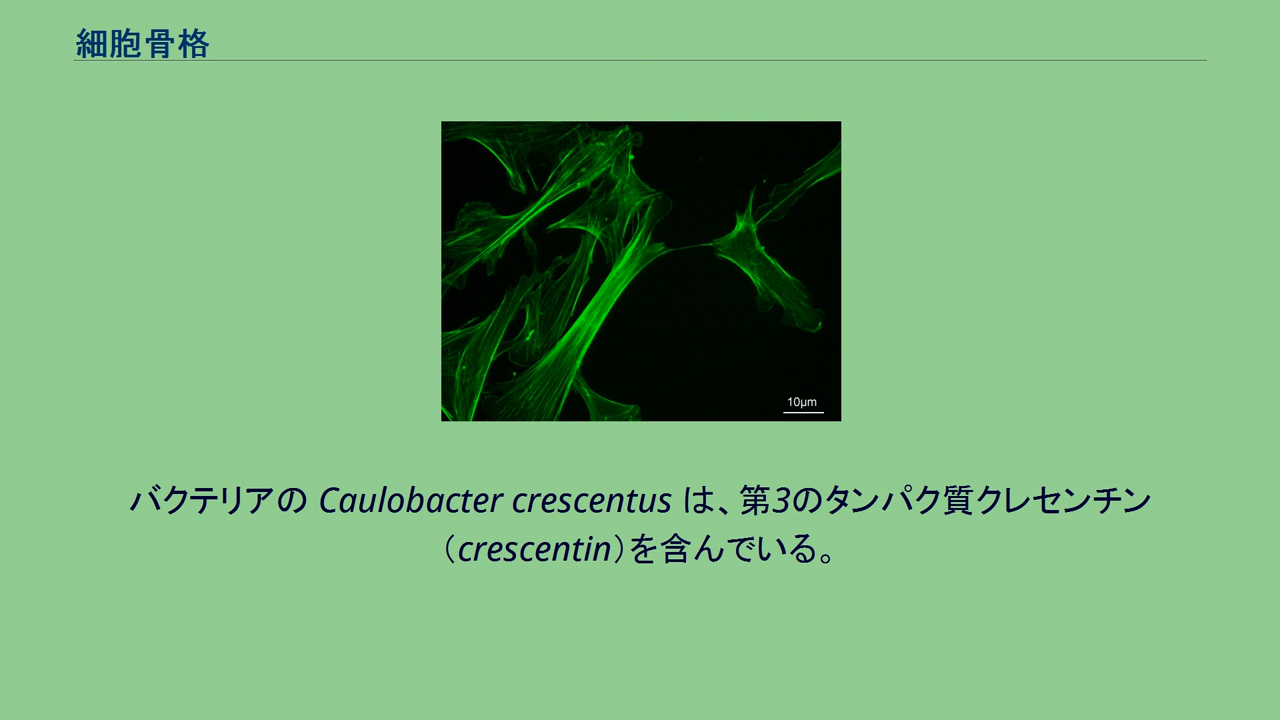 細胞骨格
10µm
バクテリアの Caulobacter crescentus は、第3のタンパク質クレセンチン
（crescentin）を含んでいる。